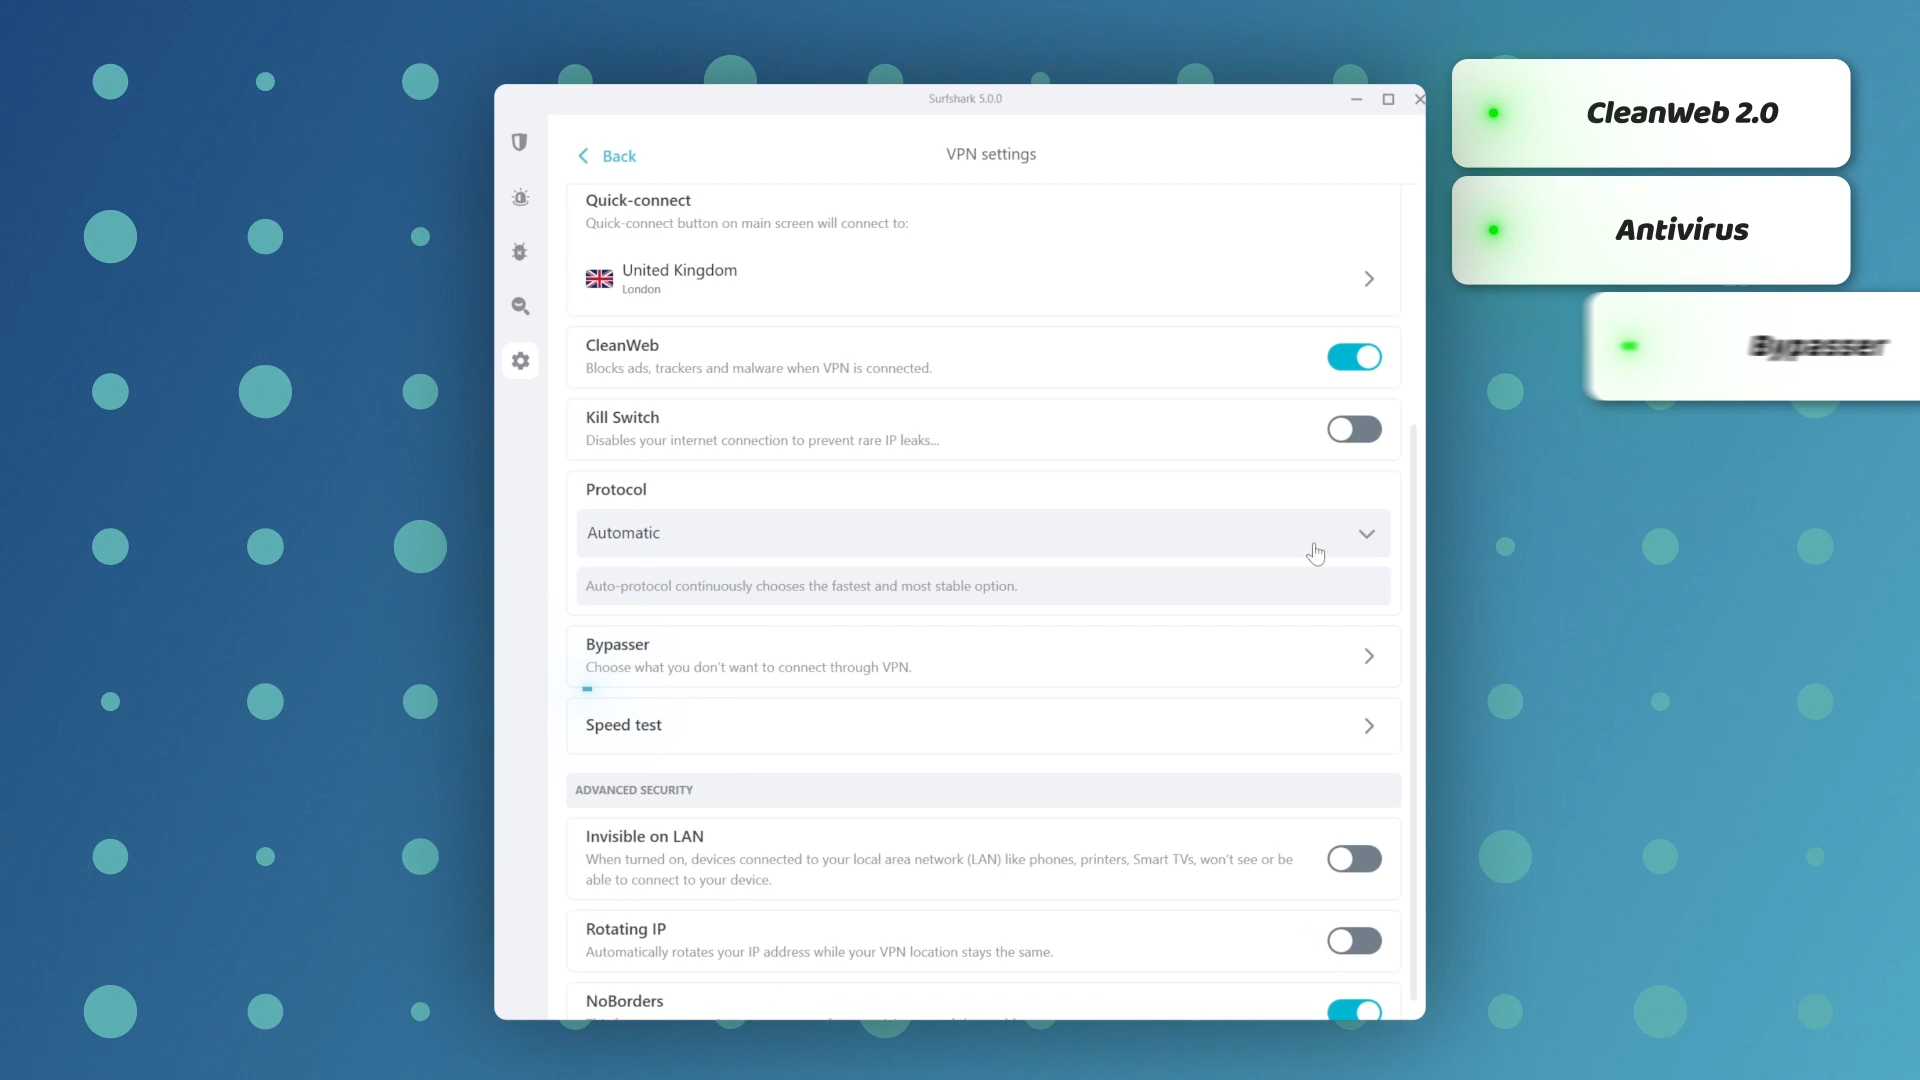 Surfshark 5.0.0
Back
VPN settings
Quick-connect
Quick-connect button on main screen will connect to:
United Kingdom
London
CleanWeb
Blocks ads, trackers and malware when VPN is connected.
Kill Switch
Disables your internet connection to prevent rare IP leaks...
Protocol
Automatic
Auto-protocol continuously chooses the fastest and most stable option.
Bypasser
Choose what you don't want to connect through VPN.
Speed test
ADVANCED SECURITY
Invisible on LAN
When turned on, devices connected to your local area network (LAN) like phones, printers, Smart TVs, won't see or be
able to connect to your device.
Rotating IP
Automatically rotates your IP address while your VPN location stays the same.
NoBorders
CleanWeb 2.0
Antivirus
Bypasser